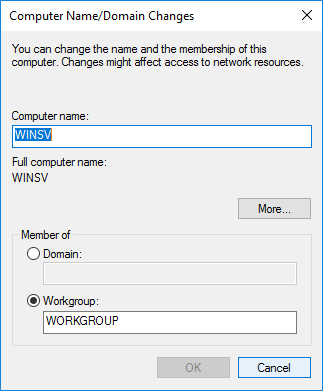 Computer Name/Domain Changes
You can change the name and the membership of this
computer. Changes might affect access to network resources.
Computer name:
WINSV
Full computer name:
WINSV
More...
Member of
Domain:
Workgroup:
WORKGROUP
OK
Cancel